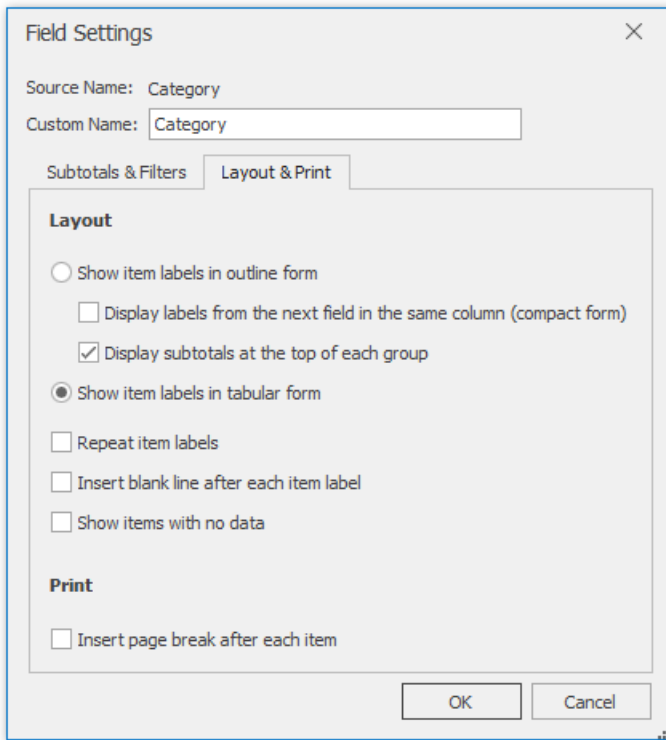 Field Settings
Source Name: Category
Custom Name: Category
Subtotals & Filters Layout & Print
Layout
Show item labels in outline form
Display labels from the next field in the same column (compact form)
Display subtotals at the top of each group
Show item labels in tabular form
Repeat item labels
Insert blank line after each item label
Show items with no data
Print
Insert page break after each item
OK Cancel